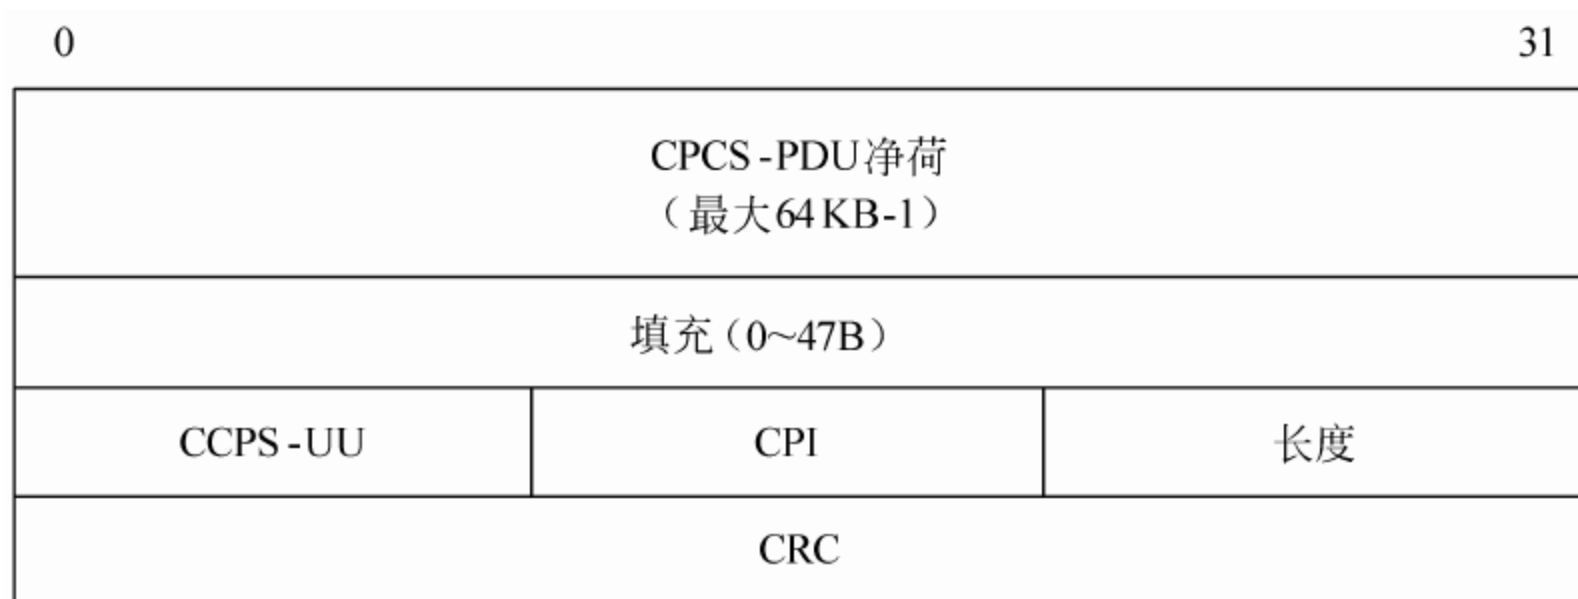 0 31
CPCS-PDU净荷
（最大64KB-1）
填充（0~47B）
CCPS-UU CPI 长度
CRC